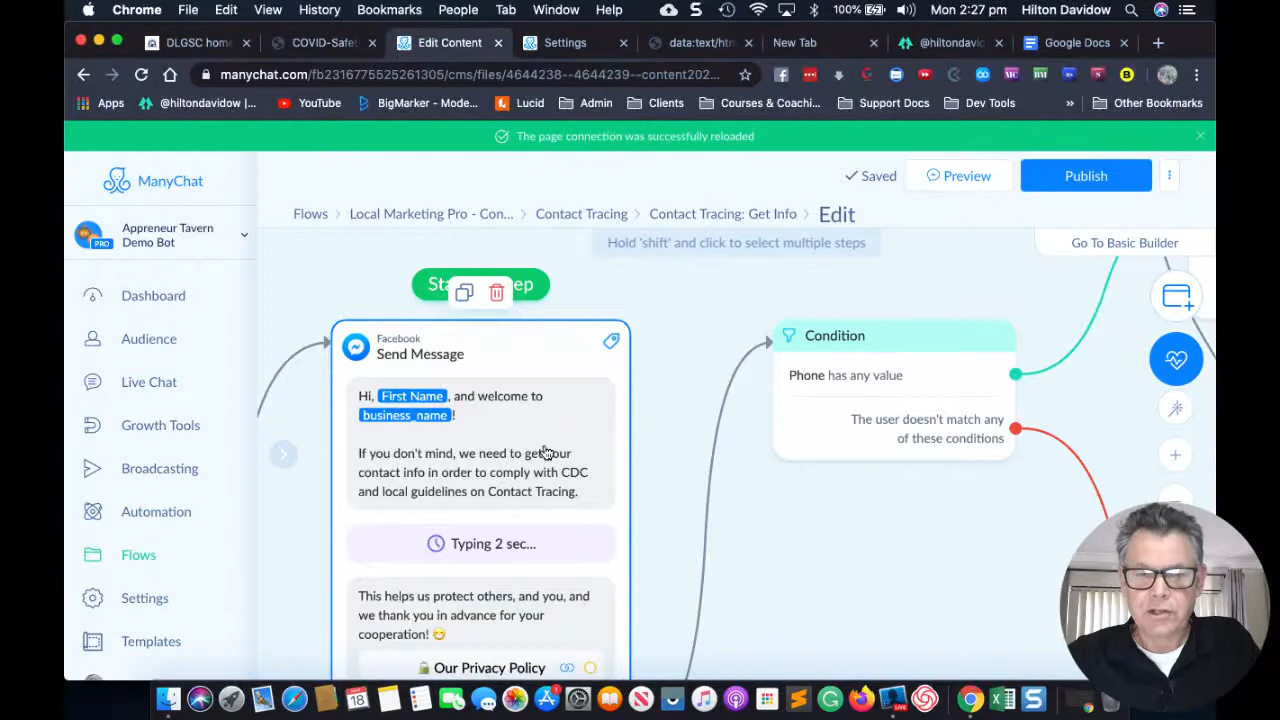 Chrome File Edit View History Bookmarks People Tab Window Help 100% Mon 2:27 pm Hilton Davidow
DLGSC hom COVID-Safe Edit Content Settings data:text/ht New Tab @hiltondavi Google Docs
manychat.com/fb2316775525261305/cms/files/4644238--4644239--content202...
Apps @hiltondavidow |... YouTube BigMarker - Mode... Lucid Admin Clients Courses & Coachi... Support Docs Dev Tools » Other Bookmarks
The page connection was successfully reloaded
ManyChat
Saved Preview Publish
Appreneur Tavern
Demo Bot
PRO
Flows > Local Marketing Pro - Con... > Contact Tracing > Contact Tracing: Get Info > Edit
Hold 'shift' and click to select multiple steps
Go To Basic Builder
Dashboard
Audience
Live Chat
Growth Tools
Broadcasting
Automation
Flows
Settings
Templates
Facebook
Send Message
Hi, First Name, and welcome to
business_name!
If you don't mind, we need to get your
contact info in order to comply with CDC
and local guidelines on Contact Tracing.
Typing 2 sec...
This helps us protect others, and you, and
we thank you in advance for your
cooperation! 😁
🔒 Our Privacy Policy
Condition
Phone has any value
The user doesn't match any
of these conditions